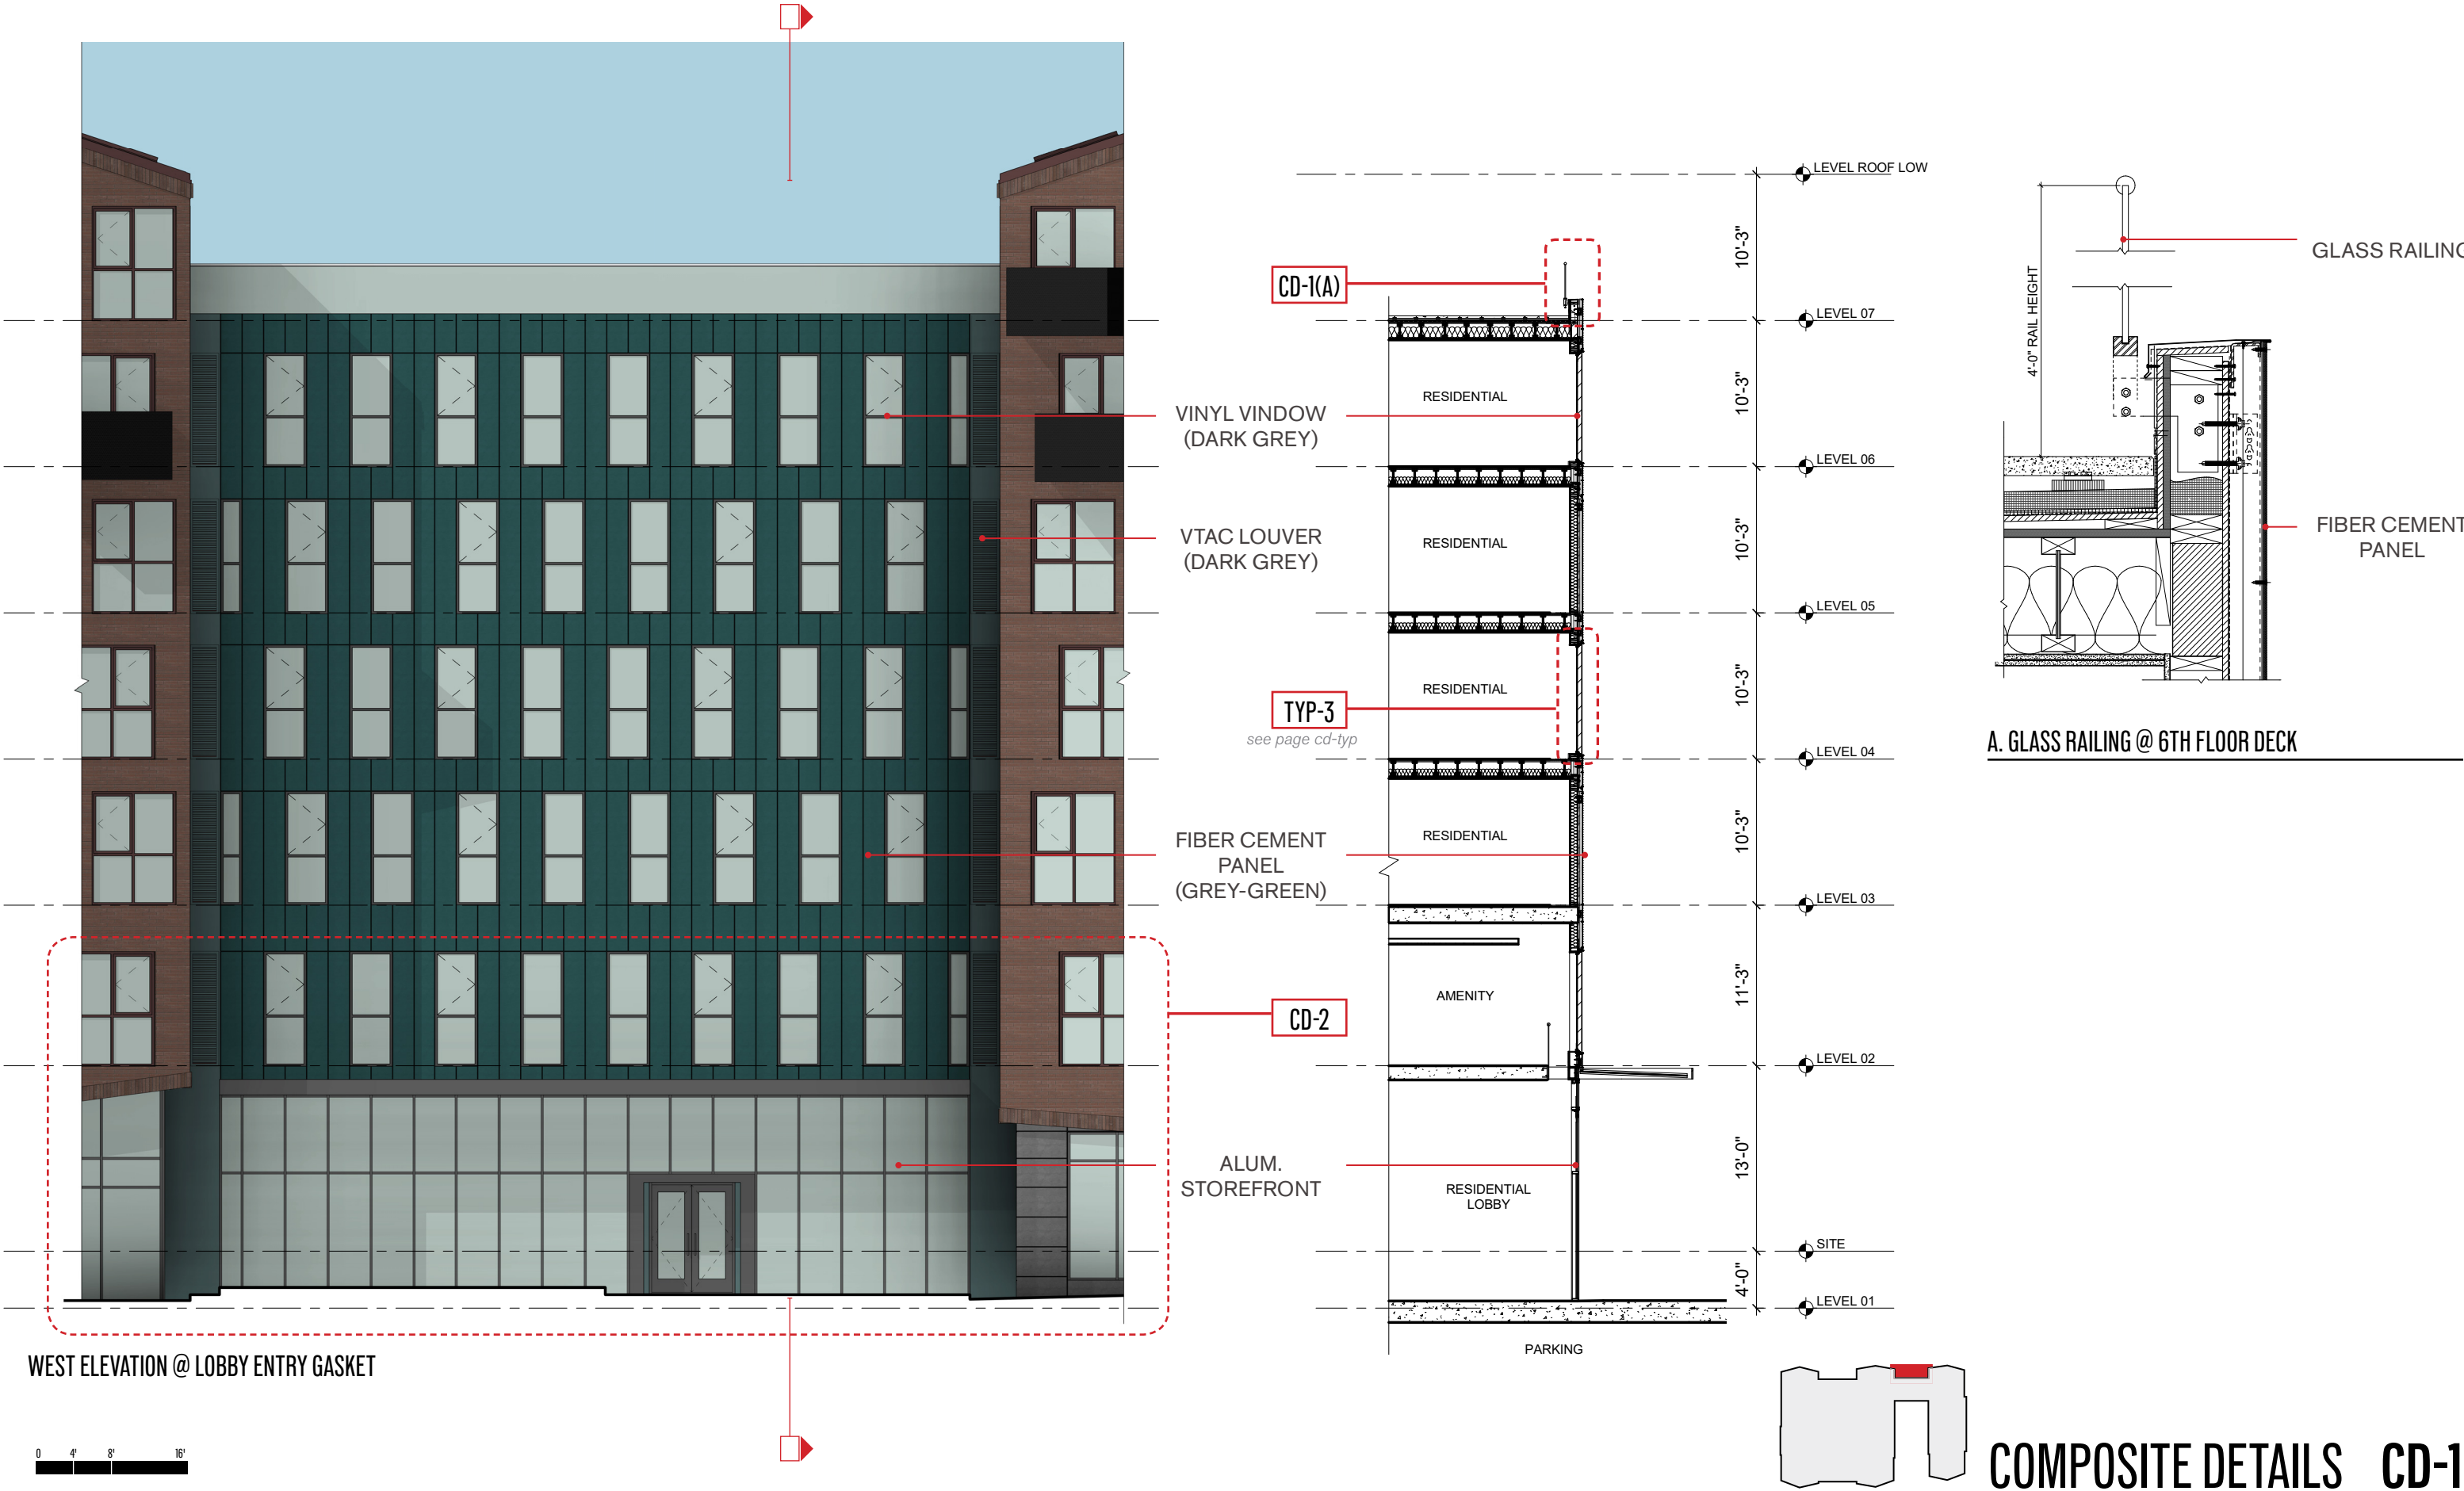 LEVEL ROOF LOW
10'-3"
CD-1(A)
LEVEL 07
10'-3"
RESIDENTIAL
VINYL VINDOW
(DARK GREY)
LEVEL 06
VTAC LOUVER
(DARK GREY)
RESIDENTIAL
10'-3"
LEVEL 05
RESIDENTIAL
10'-3"
TYP-3
see page cd-typ
LEVEL 04
FIBER CEMENT
PANEL
(GREY-GREEN)
RESIDENTIAL
10'-3"
LEVEL 03
AMENITY
11'-3"
CD-2
LEVEL 02
13'-0"
ALUM.
STOREFRONT
RESIDENTIAL
LOBBY
SITE
4'-0"
LEVEL 01
PARKING
4'-0" RAIL HEIGHT
GLASS RAILING
FIBER CEMENT
PANEL
A. GLASS RAILING @ 6TH FLOOR DECK
WEST ELEVATION @ LOBBY ENTRY GASKET
0 4' 8' 16'
COMPOSITE DETAILS CD-1